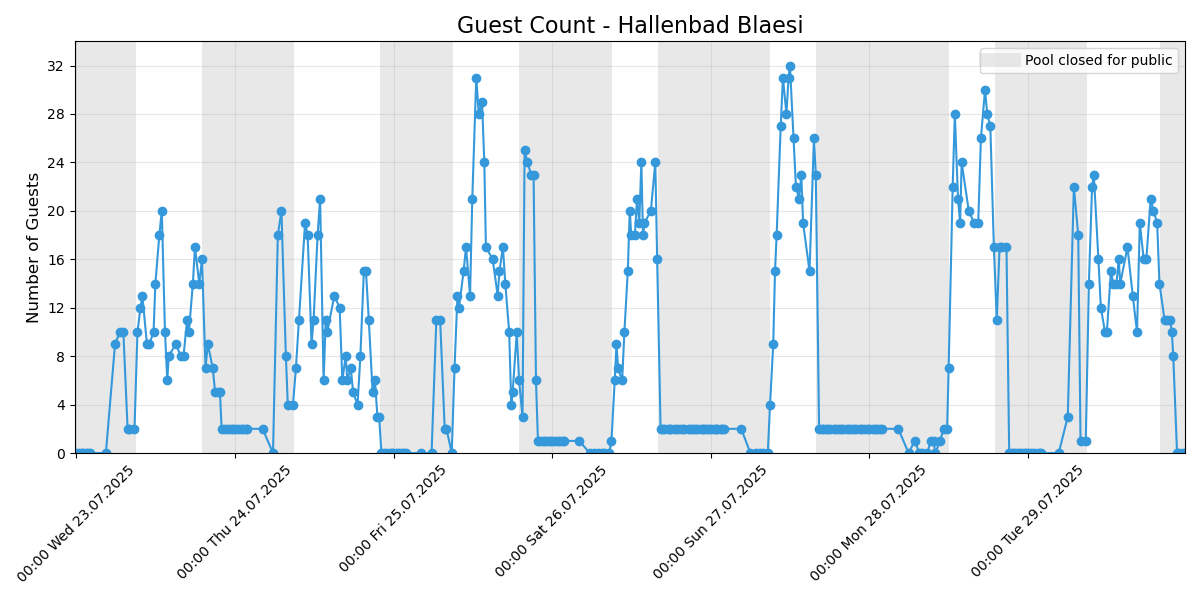 Guest Count - Hallenbad Blaesi
Pool closed for public
Number of Guests
32
28
24
20
16
12
8
4
0
00:00 Wed 23.07.2025
00:00 Thu 24.07.2025
00:00 Fri 25.07.2025
00:00 Sat 26.07.2025
00:00 Sun 27.07.2025
00:00 Mon 28.07.2025
00:00 Tue 29.07.2025